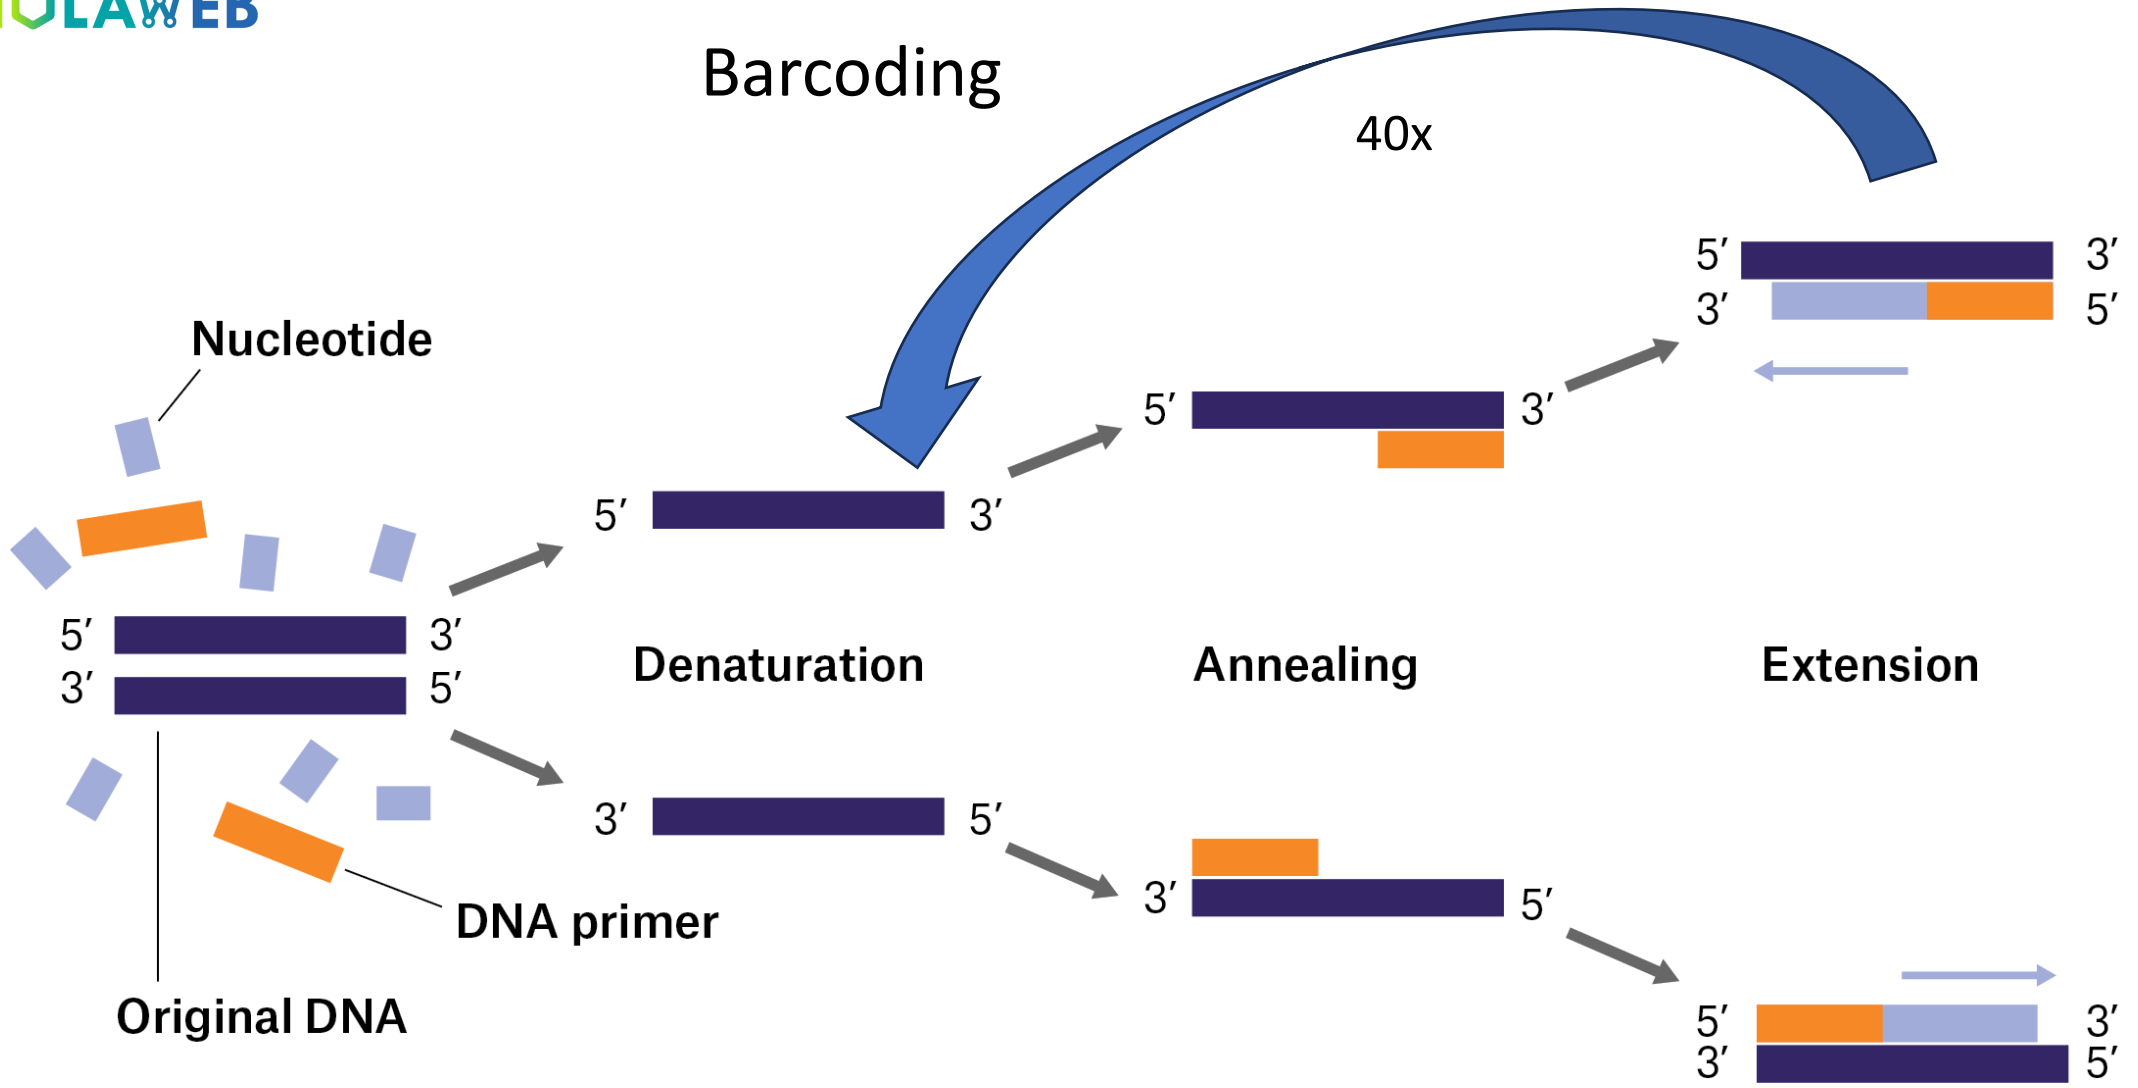 LAWEB
Barcoding
40x
5’ 3’
3’ 5’
Nucleotide
5’ 3’
5’ 3’
5’ 3’
3’ 5’
Denaturation Annealing Extension
3’ 5’
3’ 5’
DNA primer
Original DNA
5’ 3’
3’ 5’